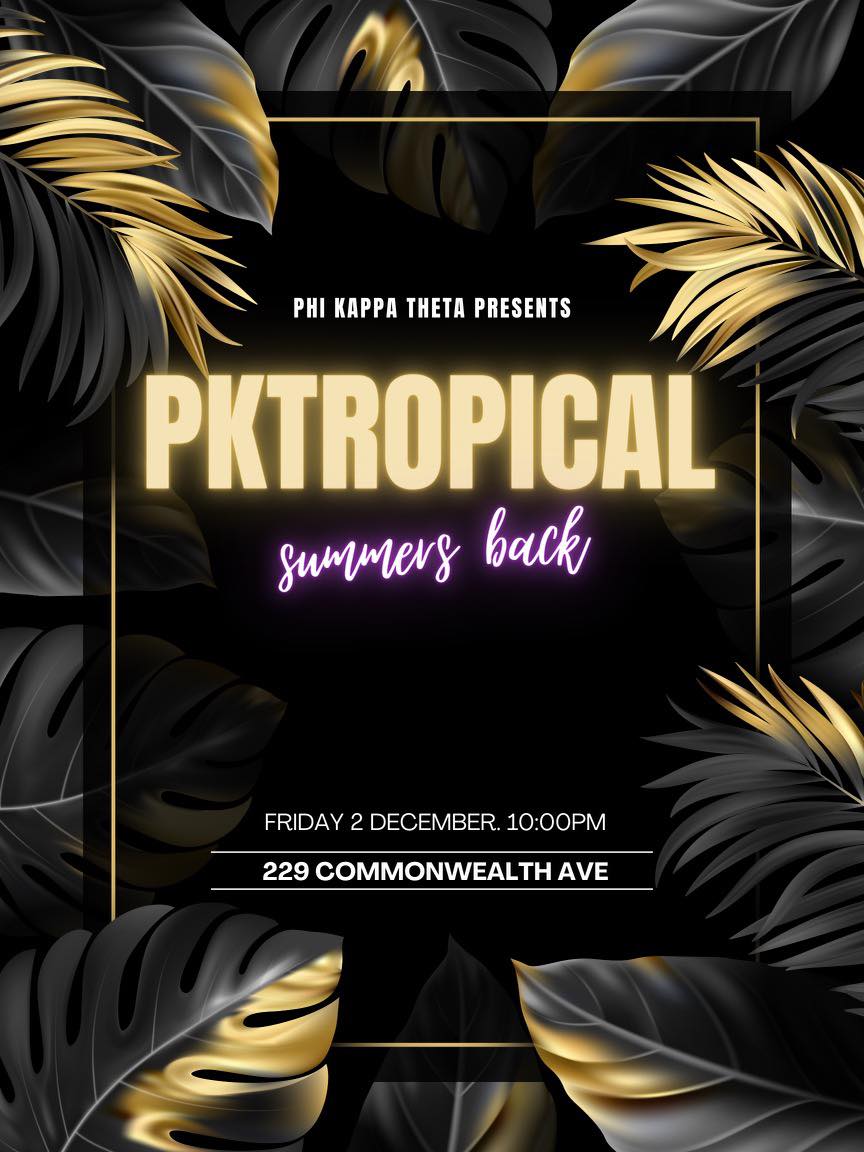 PHI KAPPA THETA PRESENTS
PKTROPICAL
summers back
FRIDAY 2 DECEMBER. 10:00PM
229 COMMONWEALTH AVE